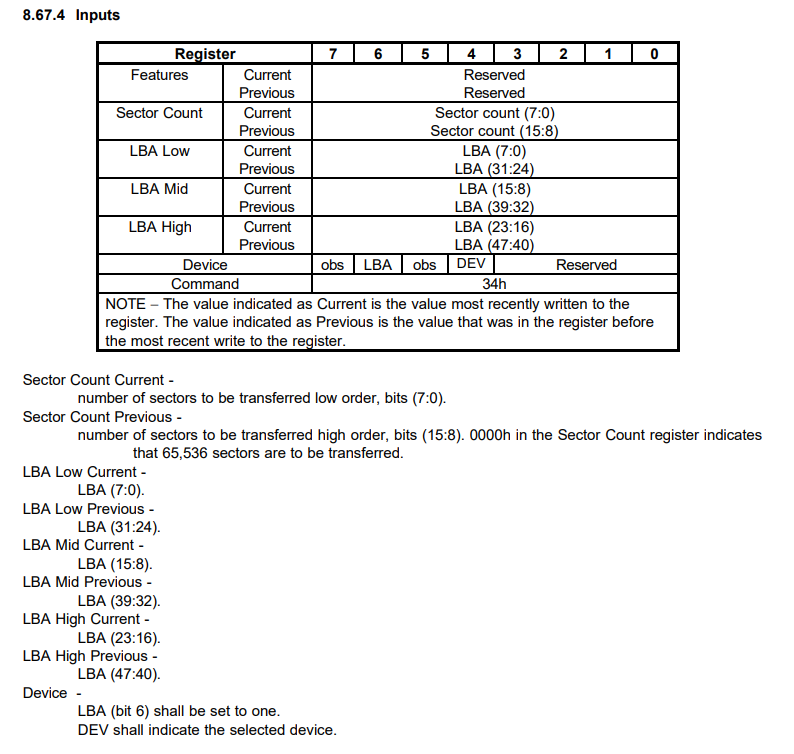 8.67.4 Inputs
Register 7 6 5 4 3 2 1 0
Features Current Reserved
Previous Reserved
Sector Count Current Sector count (7:0)
Previous Sector count (15:8)
LBA Low Current LBA (7:0)
Previous LBA (31:24)
LBA Mid Current LBA (15:8)
Previous LBA (39:32)
LBA High Current LBA (23:16)
Previous LBA (47:40)
Device obs LBA obs DEV Reserved
Command 34h
NOTE – The value indicated as Current is the value most recently written to the
register. The value indicated as Previous is the value that was in the register before
the most recent write to the register.
Sector Count Current -
number of sectors to be transferred low order, bits (7:0).
Sector Count Previous -
number of sectors to be transferred high order, bits (15:8). 0000h in the Sector Count register indicates
that 65,536 sectors are to be transferred.
LBA Low Current -
LBA (7:0).
LBA Low Previous -
LBA (31:24).
LBA Mid Current -
LBA (15:8).
LBA Mid Previous -
LBA (39:32).
LBA High Current -
LBA (23:16).
LBA High Previous -
LBA (47:40).
Device -
LBA (bit 6) shall be set to one.
DEV shall indicate the selected device.